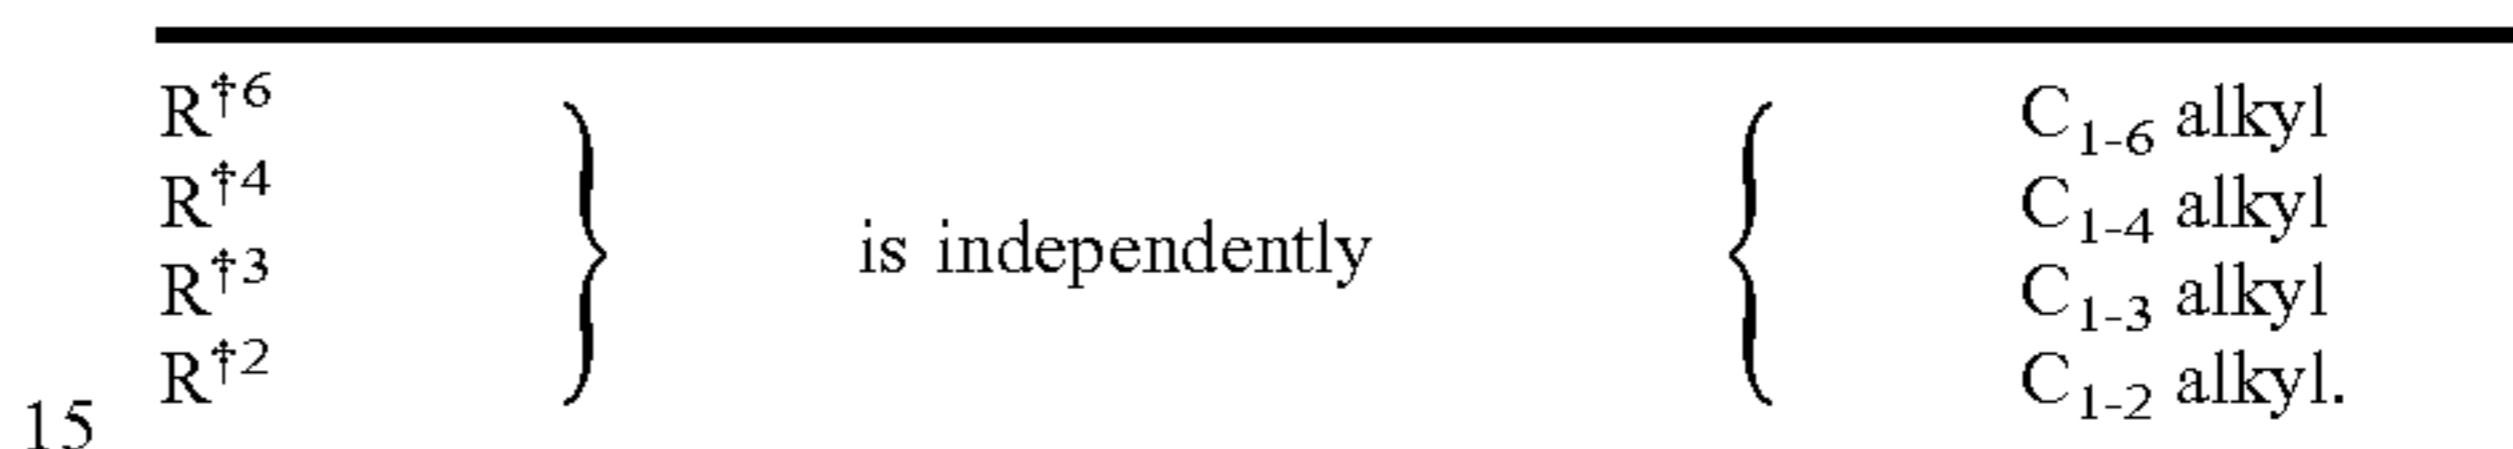 R†6 } is independently { C1-6 alkyl
R†4 C1-4 alkyl
R†3 C1-3 alkyl
R†2 C1-2 alkyl.
15